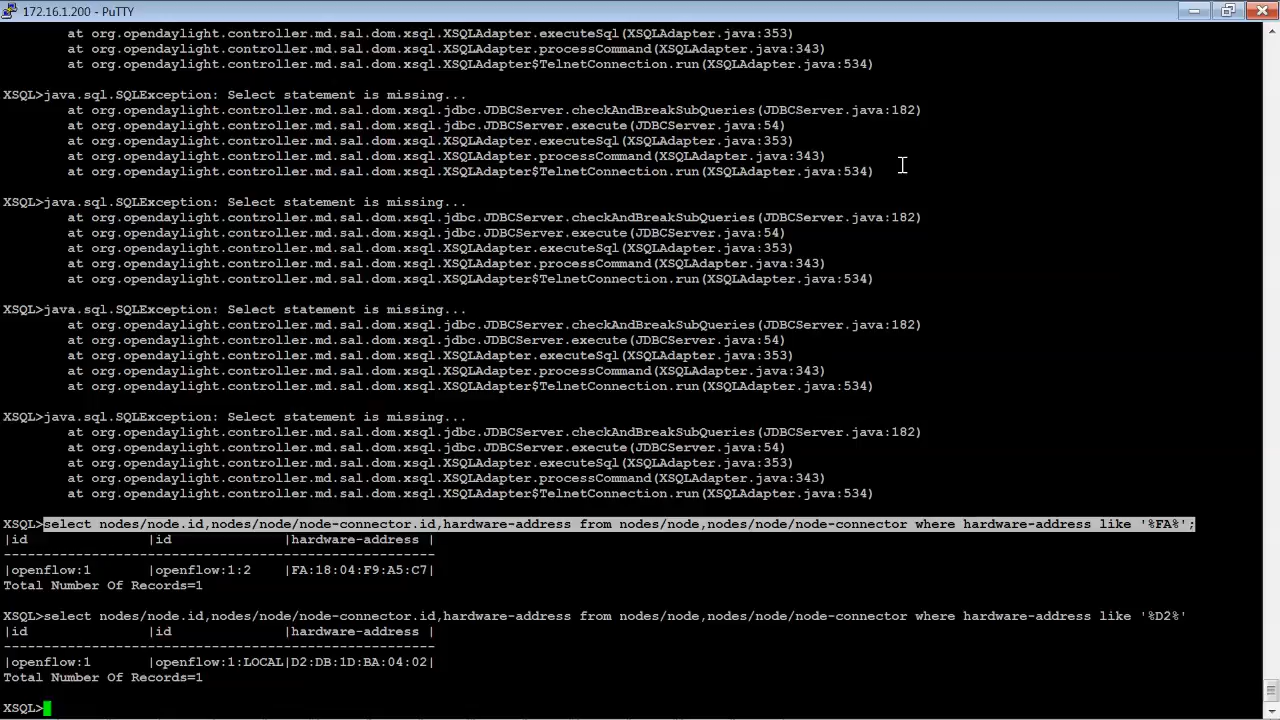 172.16.1.200 - PuTTY
at org.opendaylight.controller.md.sal.dom.xsql.XSQLAdapter.executeSql(XSQLAdapter.java:353)
at org.opendaylight.controller.md.sal.dom.xsql.XSQLAdapter.processCommand(XSQLAdapter.java:343)
at org.opendaylight.controller.md.sal.dom.xsql.XSQLAdapter$TelnetConnection.run(XSQLAdapter.java:534)
XSQL>java.sql.SQLException: Select statement is missing...
at org.opendaylight.controller.md.sal.dom.xsql.jdbc.JDBCServer.checkAndBreakSubQueries(JDBCServer.java:182)
at org.opendaylight.controller.md.sal.dom.xsql.jdbc.JDBCServer.execute(JDBCServer.java:54)
at org.opendaylight.controller.md.sal.dom.xsql.XSQLAdapter.executeSql(XSQLAdapter.java:353)
at org.opendaylight.controller.md.sal.dom.xsql.XSQLAdapter.processCommand(XSQLAdapter.java:343)
at org.opendaylight.controller.md.sal.dom.xsql.XSQLAdapter$TelnetConnection.run(XSQLAdapter.java:534)
XSQL>java.sql.SQLException: Select statement is missing...
at org.opendaylight.controller.md.sal.dom.xsql.jdbc.JDBCServer.checkAndBreakSubQueries(JDBCServer.java:182)
at org.opendaylight.controller.md.sal.dom.xsql.jdbc.JDBCServer.execute(JDBCServer.java:54)
at org.opendaylight.controller.md.sal.dom.xsql.XSQLAdapter.executeSql(XSQLAdapter.java:353)
at org.opendaylight.controller.md.sal.dom.xsql.XSQLAdapter.processCommand(XSQLAdapter.java:343)
at org.opendaylight.controller.md.sal.dom.xsql.XSQLAdapter$TelnetConnection.run(XSQLAdapter.java:534)
XSQL>java.sql.SQLException: Select statement is missing...
at org.opendaylight.controller.md.sal.dom.xsql.jdbc.JDBCServer.checkAndBreakSubQueries(JDBCServer.java:182)
at org.opendaylight.controller.md.sal.dom.xsql.jdbc.JDBCServer.execute(JDBCServer.java:54)
at org.opendaylight.controller.md.sal.dom.xsql.XSQLAdapter.executeSql(XSQLAdapter.java:353)
at org.opendaylight.controller.md.sal.dom.xsql.XSQLAdapter.processCommand(XSQLAdapter.java:343)
at org.opendaylight.controller.md.sal.dom.xsql.XSQLAdapter$TelnetConnection.run(XSQLAdapter.java:534)
XSQL>java.sql.SQLException: Select statement is missing...
at org.opendaylight.controller.md.sal.dom.xsql.jdbc.JDBCServer.checkAndBreakSubQueries(JDBCServer.java:182)
at org.opendaylight.controller.md.sal.dom.xsql.jdbc.JDBCServer.execute(JDBCServer.java:54)
at org.opendaylight.controller.md.sal.dom.xsql.XSQLAdapter.executeSql(XSQLAdapter.java:353)
at org.opendaylight.controller.md.sal.dom.xsql.XSQLAdapter.processCommand(XSQLAdapter.java:343)
at org.opendaylight.controller.md.sal.dom.xsql.XSQLAdapter$TelnetConnection.run(XSQLAdapter.java:534)
XSQL>select nodes/node.id,nodes/node/node-connector.id,hardware-address from nodes/node,nodes/node/node-connector where hardware-address like '%FA%';
|id |id |hardware-address |
------------------------------------------------------
|openflow:1 |openflow:1:2 |FA:18:04:F9:A5:C7|
Total Number Of Records=1
XSQL>select nodes/node.id,nodes/node/node-connector.id,hardware-address from nodes/node,nodes/node/node-connector where hardware-address like '%D2%'
|id |id |hardware-address |
------------------------------------------------------
|openflow:1 |openflow:1:LOCAL|D2:DB:1D:BA:04:02|
Total Number Of Records=1
XSQL>